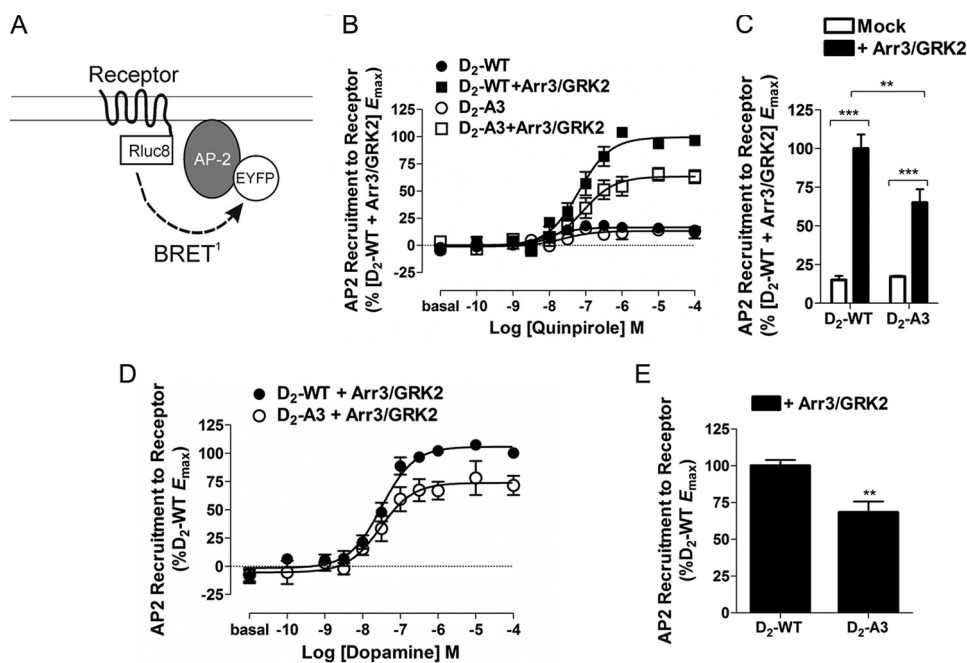 A
Receptor
Rluc8
AP-2
EYFP
BRET1
B
D2-WT
D2-WT+Arr3/GRK2
D2-A3
D2-A3+Arr3/GRK2
AP2 Recruitment to Receptor
(% [D2-WT + Arr3/GRK2] Emax)
125
100
75
50
25
0
-25
basal -10 -9 -8 -7 -6 -5 -4
Log [Quinpirole] M
C
Mock
+ Arr3/GRK2
AP2 Recruitment to Receptor
(% [D2-WT + Arr3/GRK2] Emax)
125
100
75
50
25
0
**
***
***
D2-WT D2-A3
D
D2-WT + Arr3/GRK2
D2-A3 + Arr3/GRK2
AP2 Recruitment to Receptor
(%D2-WT Emax)
125
100
75
50
25
0
-25
basal -10 -9 -8 -7 -6 -5 -4
Log [Dopamine] M
E
+ Arr3/GRK2
AP2 Recruitment to Receptor
(%D2-WT Emax)
125
100
75
50
25
0
**
D2-WT D2-A3